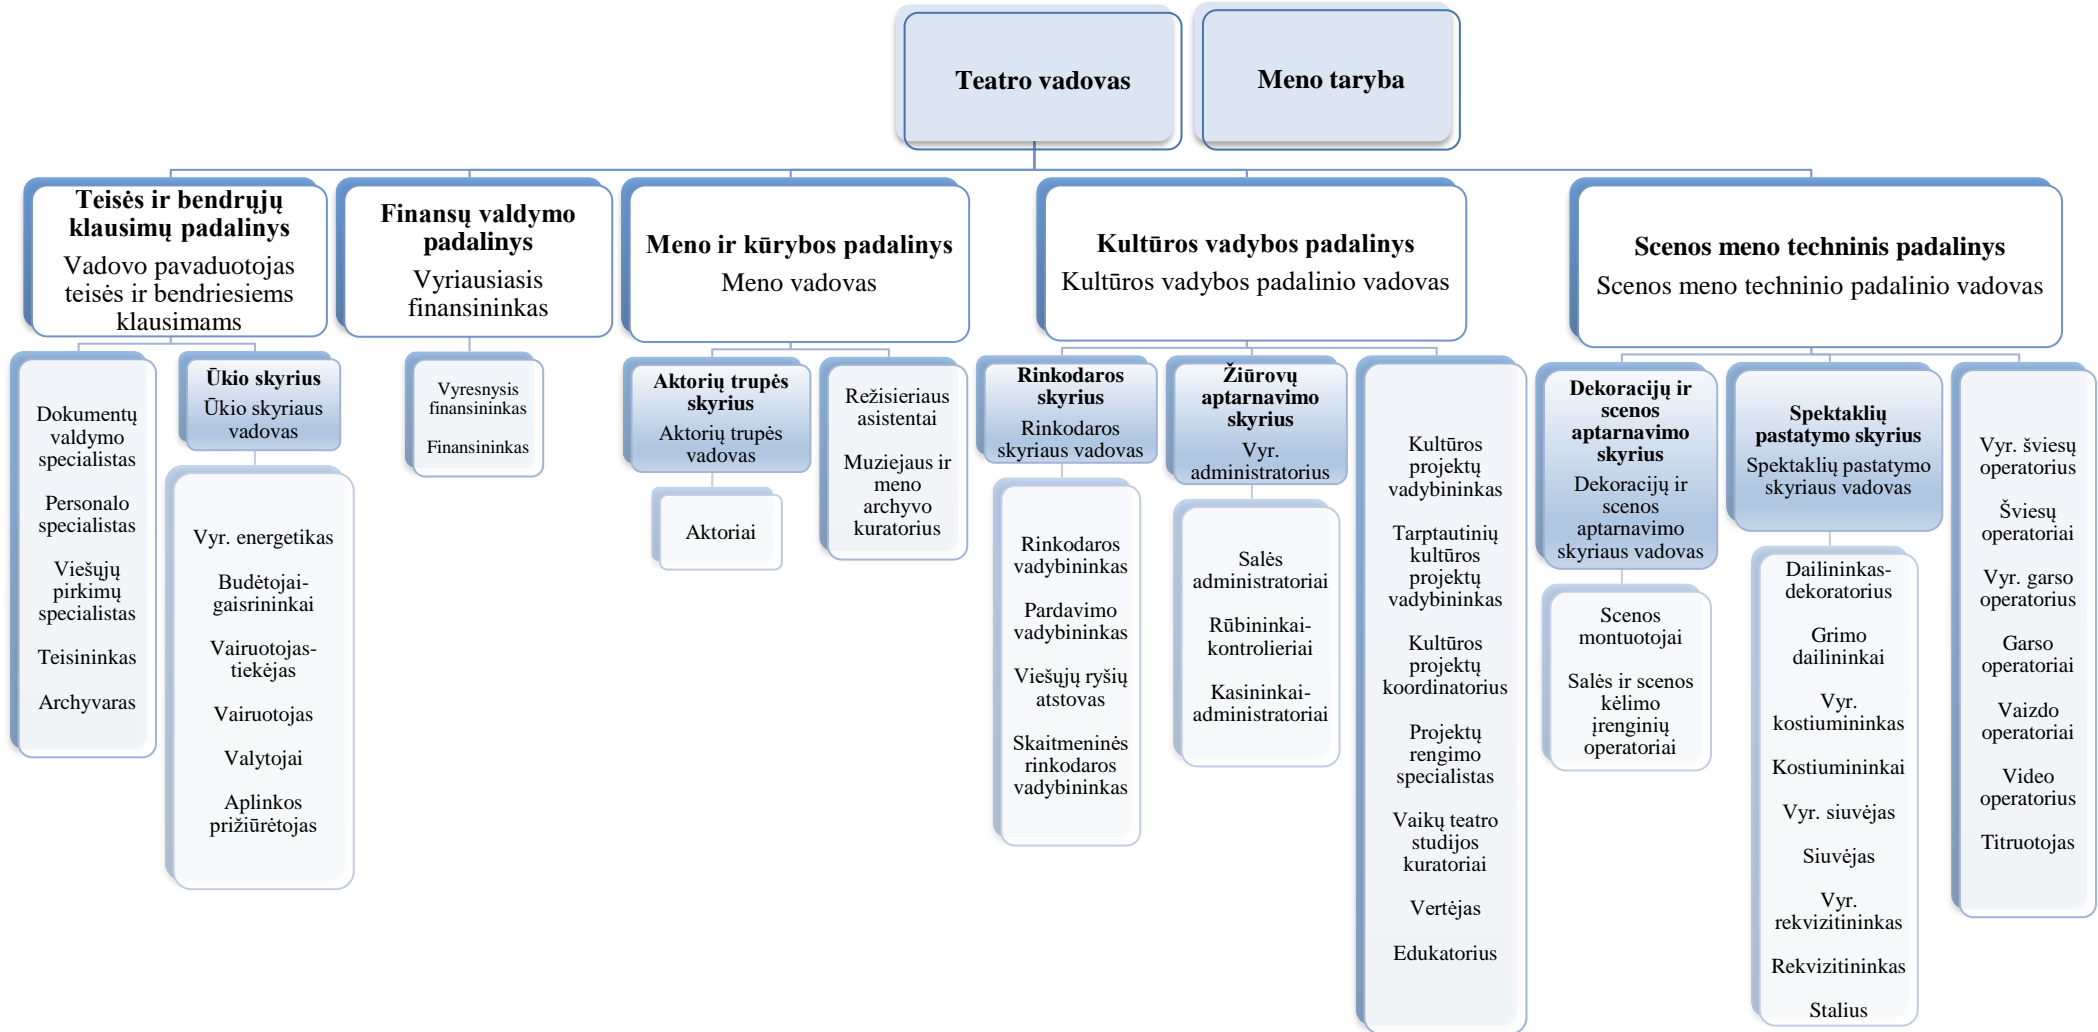 Teatro vadovas
Meno taryba
Teisės ir bendrųjų
klausimų padalinys
Vadovo pavaduotojas
teisės ir bendriesiems
klausimams
Finansų valdymo
padalinys
Vyriausiasis
finansininkas
Meno ir kūrybos padalinys
Meno vadovas
Kultūros vadybos padalinys
Kultūros vadybos padalinio vadovas
Scenos meno techninis padalinys
Scenos meno techninio padalinio vadovas
Dokumentų
valdymo
specialistas
Personalo
specialistas
Viešųjų
pirkimų
specialistas
Teisininkas
Archyvaras
Ūkio skyrius
Ūkio skyriaus
vadovas
Vyr. energetikas
Budėtojai-
gaisrininkai
Vairuotojas-
tiekėjas
Vairuotojas
Valytojai
Aplinkos
prižiūrėtojas
Vyresnysis
finansininkas
Finansininkas
Aktorių trupės
skyrius
Aktorių trupės
vadovas
Aktoriai
Režisieriaus
asistentai
Muziejaus ir
meno
archyvo
kuratorius
Rinkodaros
skyrius
Rinkodaros
skyriaus vadovas
Rinkodaros
vadybininkas
Pardavimo
vadybininkas
Viešųjų ryšių
atstovas
Skaitmeninės
rinkodaros
vadybininkas
Žiūrovų
aptarnavimo
skyrius
Vyr.
administratorius
Salės
administratoriai
Rūbininkai-
kontrolieriai
Kasininkai-
administratoriai
Kultūros
projektų
vadybininkas
Tarptautinių
kultūros
projektų
vadybininkas
Kultūros
projektų
koordinatorius
Projektų
rengimo
specialistas
Vaikų teatro
studijos
kuratoriai
Vertėjas
Edukatorius
Dekoracijų ir
scenos
aptarnavimo
skyrius
Dekoracijų ir
scenos
aptarnavimo
skyriaus vadovas
Scenos
montuotojai
Salės ir scenos
kėlimo
įrenginių
operatoriai
Spektaklių
pastatymo skyrius
Spektaklių pastatymo
skyriaus vadovas
Dailininkas-
dekoratorius
Grimo
dailininkai
Vyr.
kostiumininkas
Kostiumininkai
Vyr. siuvėjas
Siuvėjas
Vyr.
rekvizitininkas
Rekvizitininkas
Stalius
Vyr. šviesų
operatorius
Šviesų
operatoriai
Vyr. garso
operatorius
Garso
operatoriai
Vaizdo
operatoriai
Video
operatorius
Titruotojas